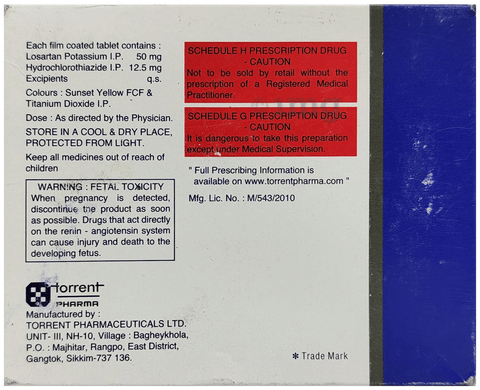 Each film coated tablet contains :
Losartan Potassium I.P. 50 mg
Hydrochlorothiazide I.P. 12.5 mg
Excipients q.s.
Colours : Sunset Yellow FCF &
Titanium Dioxide I.P.
Dose : As directed by the Physician.
STORE IN A COOL & DRY PLACE,
PROTECTED FROM LIGHT.
Keep all medicines out of reach of
children
WARNING : FETAL TOXICITY
When pregnancy is detected,
discontinue the product as soon
as possible. Drugs that act directly
on the renin - angiotensin system
can cause injury and death to the
developing fetus.
torrent
PHARMA
Manufactured by :
TORRENT PHARMACEUTICALS LTD.
UNIT- III, NH-10, Village : Bagheykhola,
P.O. : Majhitar, Rangpo, East District,
Gangtok, Sikkim-737 136.
SCHEDULE H PRESCRIPTION DRUG
- CAUTION
Not to be sold by retail without the
prescription of a Registered Medical
Practitioner.
SCHEDULE G PRESCRIPTION DRUG
- CAUTION
It is dangerous to take this preparation
except under Medical Supervision.
" Full Prescribing Information is
available on www.torrentpharma.com "
Mfg. Lic. No. : M/543/2010
* Trade Mark